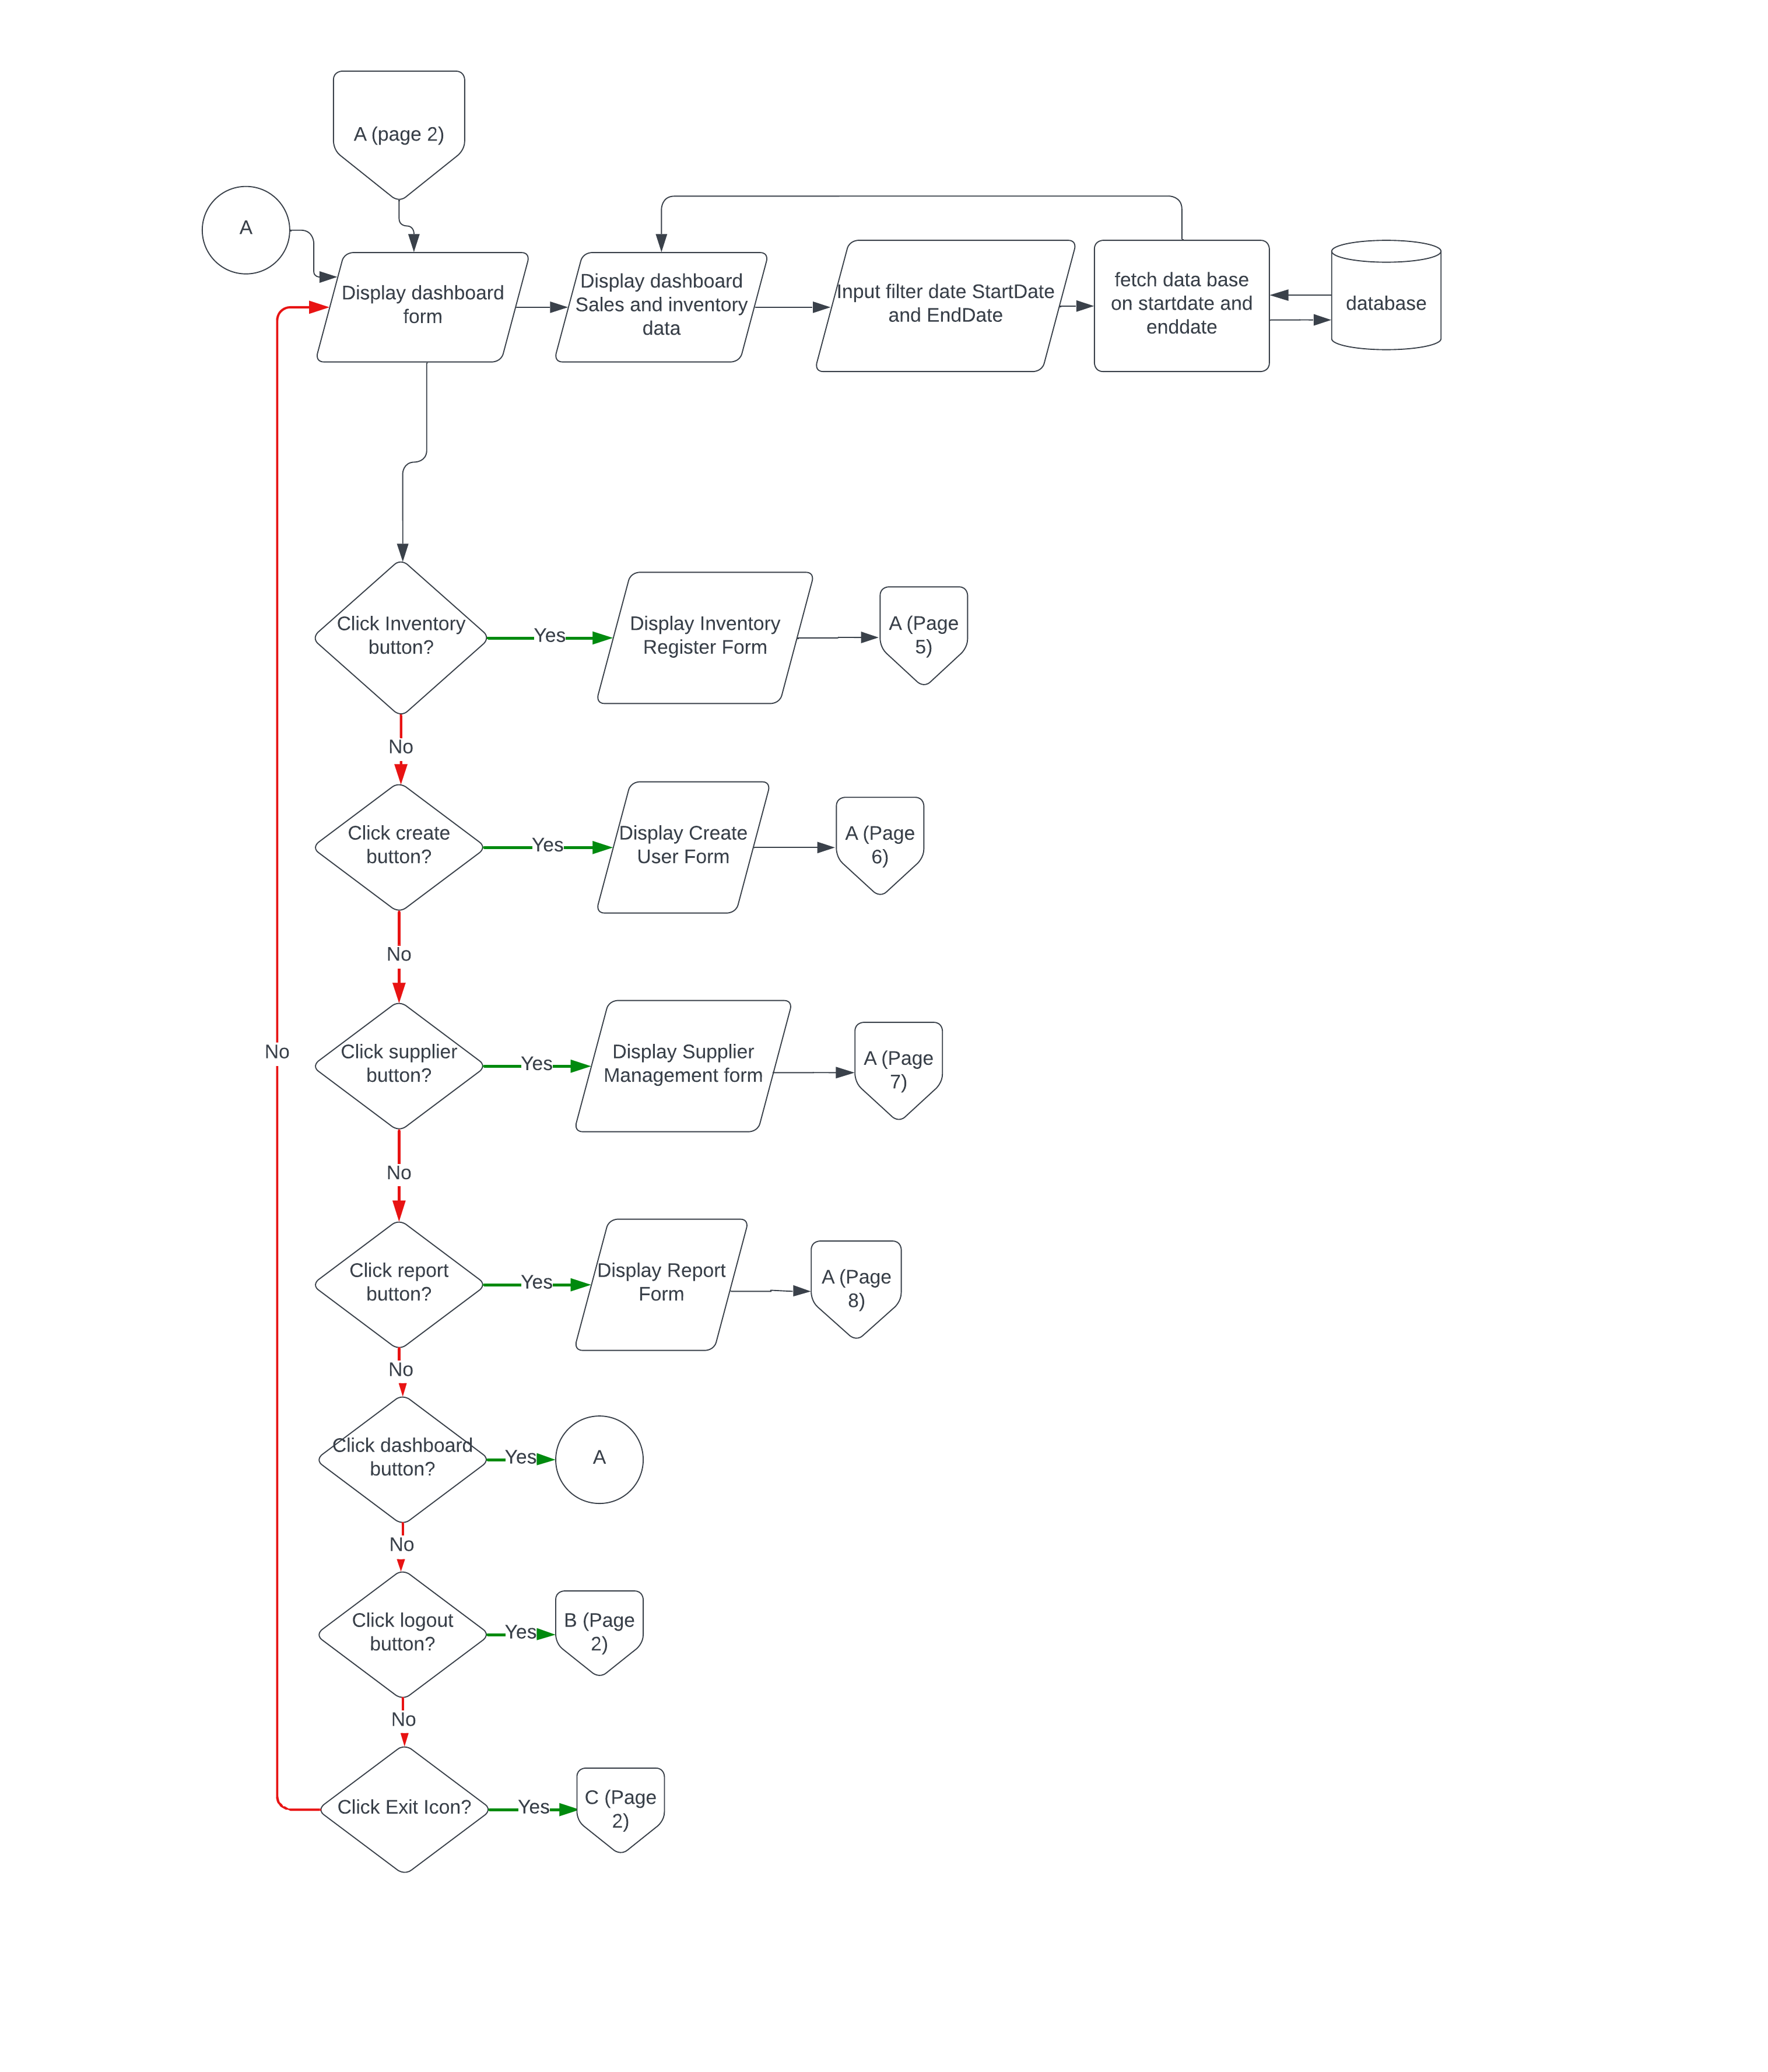 A (page 2)
A
Display dashboard
form
Display dashboard
Sales and inventory
data
Input filter date StartDate
and EndDate
fetch data base
on startdate and
enddate
database
Click Inventory
button?
Yes
Display Inventory
Register Form
A (Page
5)
No
Click create
button?
Yes
Display Create
User Form
A (Page
6)
No
Click supplier
button?
Yes
Display Supplier
Management form
A (Page
7)
No
No
Click report
button?
Yes
Display Report
Form
A (Page
8)
No
Click dashboard
button?
Yes
A
No
Click logout
button?
Yes
B (Page
2)
No
Click Exit Icon?
Yes
C (Page
2)